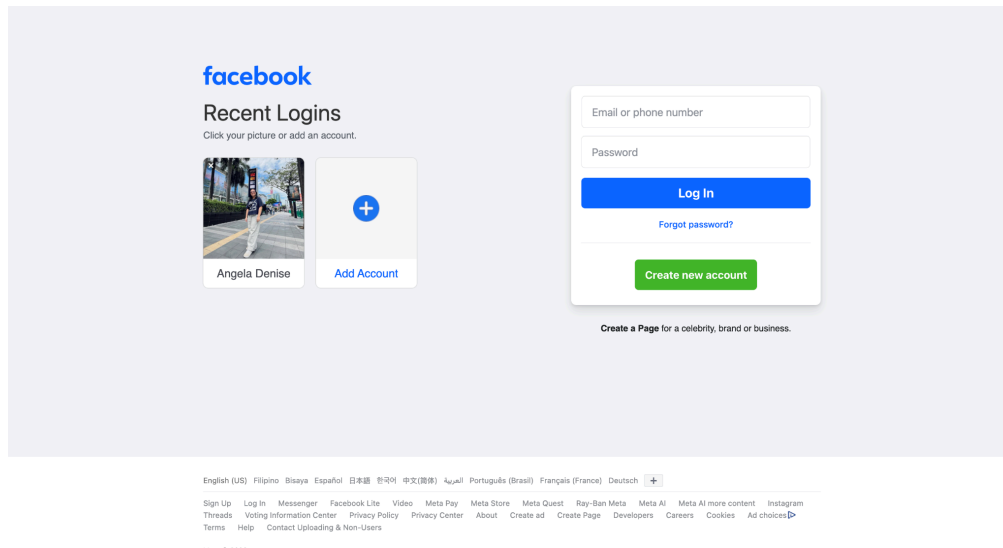 facebook
Recent Logins
Click your picture or add an account.
Angela Denise
Add Account
Email or phone number
Password
Log In
Forgot password?
Create new account
Create a Page for a celebrity, brand or business.
English (US) Filipino Bisaya Español 日本語 한국어 中文(简体) العربية Português (Brasil) Français (France) Deutsch
Sign Up Log In Messenger Facebook Lite Video Meta Pay Meta Store Meta Quest Ray-Ban Meta Meta AI Meta AI more content Instagram
Threads Voting Information Center Privacy Policy Privacy Center About Create ad Create Page Developers Careers Cookies Ad choices
Terms Help Contact Uploading & Non-Users